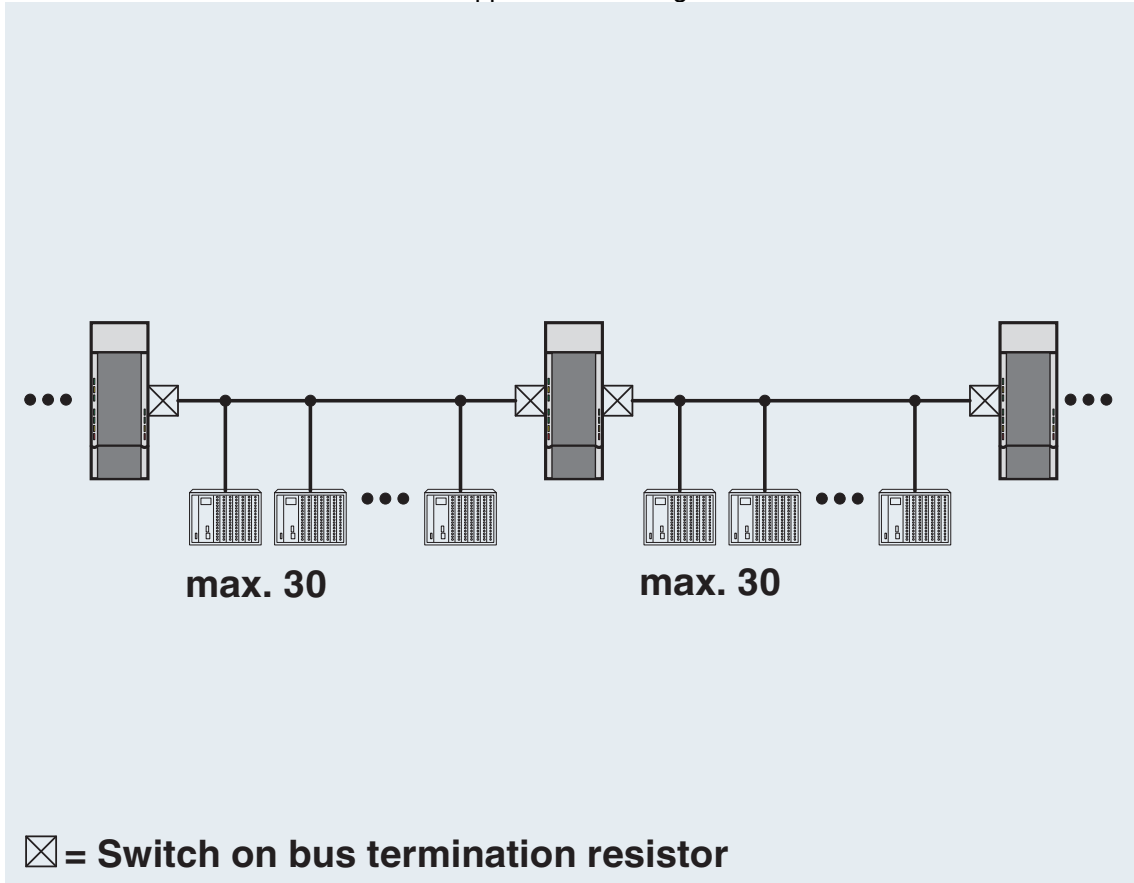 max. 30
max. 30
= Switch on bus termination resistor